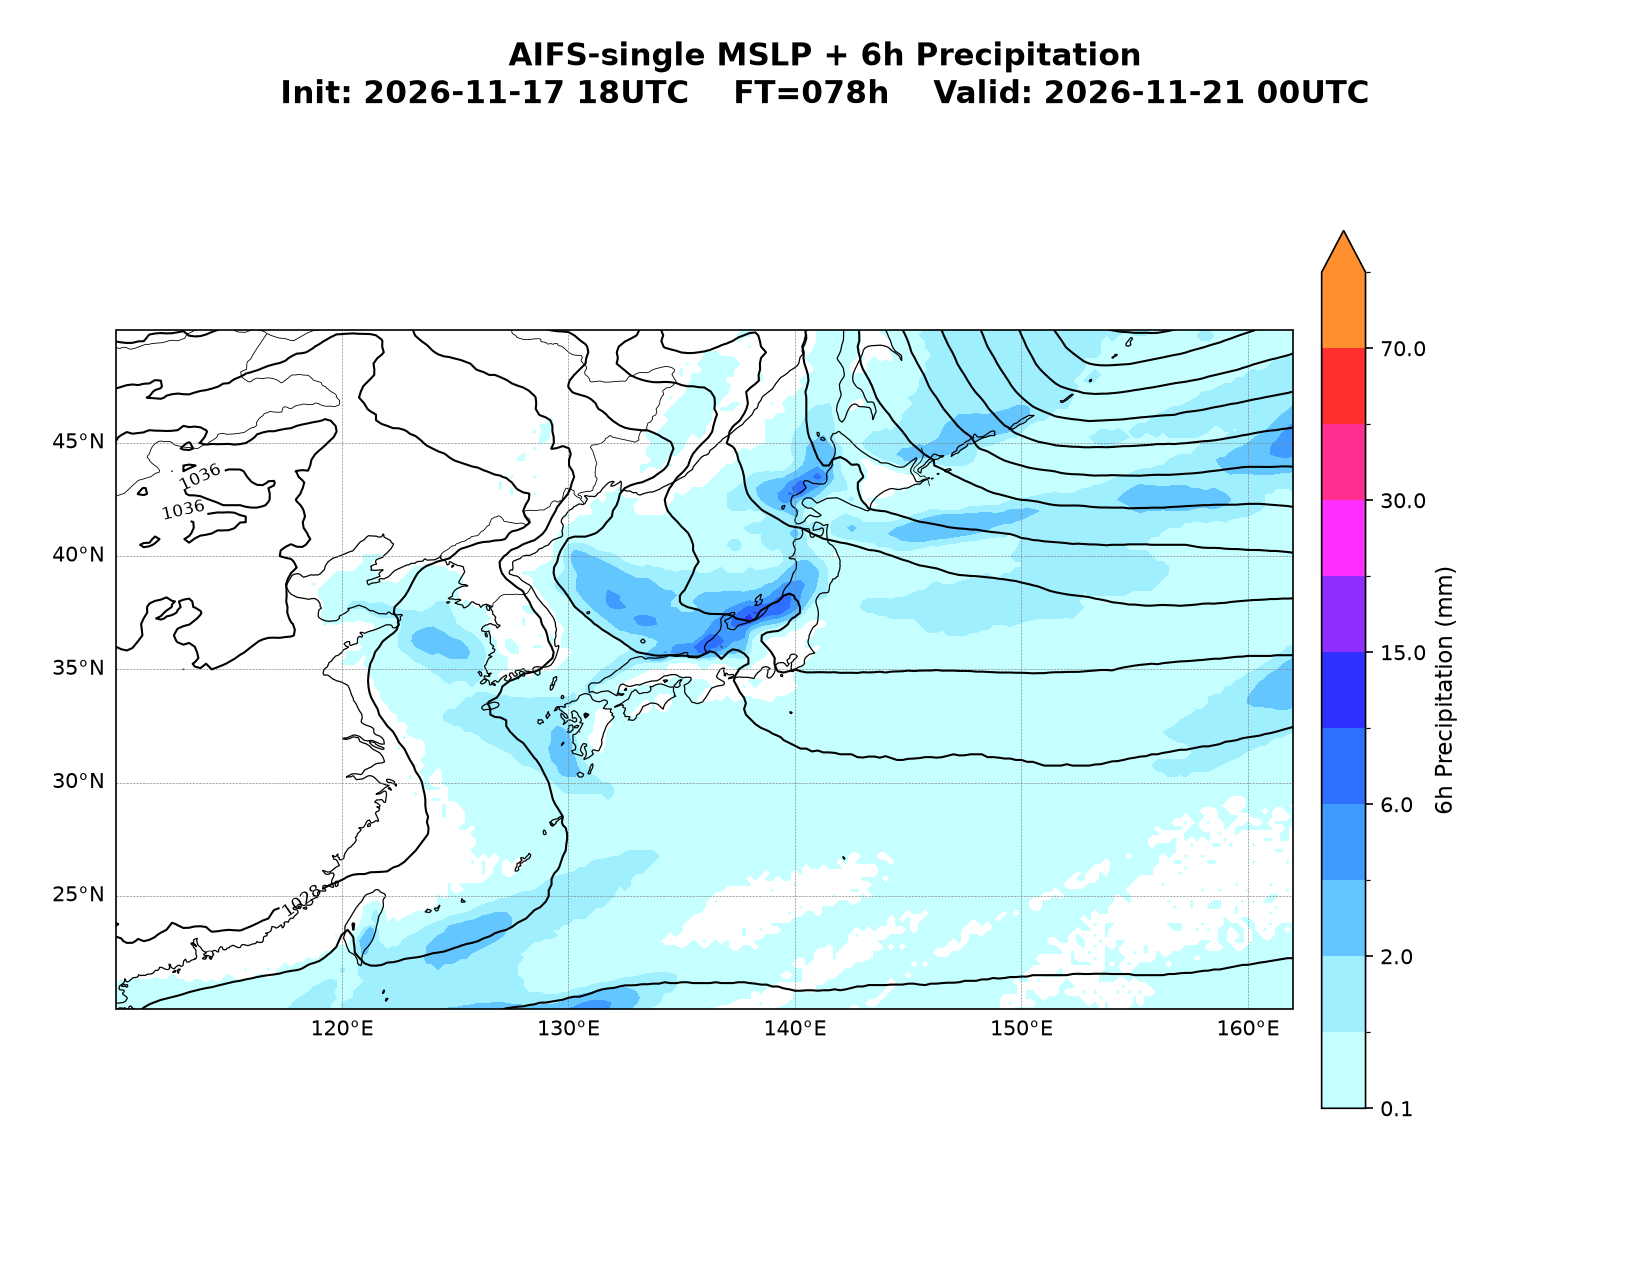 AIFS-single MSLP + 6h Precipitation
Init: 2026-11-17 18UTC    FT=078h    Valid: 2026-11-21 00UTC
70.0
30.0
15.0
6.0
2.0
0.1
6h Precipitation (mm)
45°N
40°N
35°N
30°N
25°N
1036
1036
1028
120°E
130°E
140°E
150°E
160°E